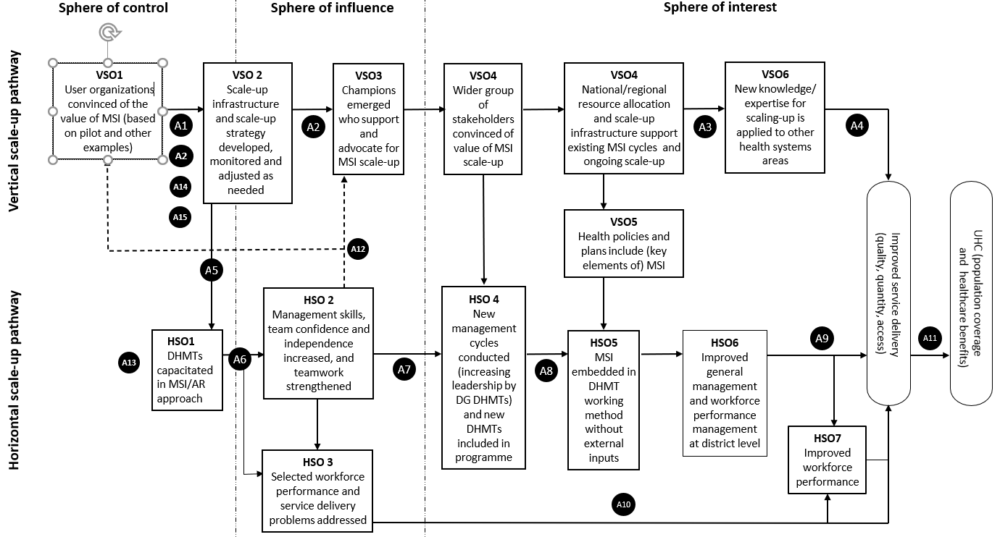 Sphere of control
Sphere of influence
Sphere of interest
Vertical scale-up pathway
VSO1
User organizations
convinced of the
value of MSI (based
on pilot and other
examples)
A1
A2
A14
A15
VSO 2
Scale-up
infrastructure
and scale-up
strategy
developed,
monitored and
adjusted as
needed
A2
VSO3
Champions
emerged
who support
and
advocate for
MSI scale-up
VSO4
Wider group
of
stakeholders
convinced of
value of MSI
scale-up
VSO4
National/regional
resource allocation
and scale-up
infrastructure support
existing MSI cycles and
ongoing scale-up
A3
VSO6
New knowledge/
expertise for
scaling-up is
applied to other
health systems
areas
A4
VSO5
Health policies and
plans include (key
elements of) MSI
A12
A5
Horizontal scale-up pathway
A13
HSO1
DHMTs
capacitated
in MSI/AR
approach
A6
HSO 2
Management skills,
team confidence and
independence
increased, and
teamwork
strengthened
A7
HSO 3
Selected workforce
performance and
service delivery
problems addressed
HSO 4
New
management
cycles
conducted
(increasing
leadership by
DG DHMTs)
and new
DHMTs
included in
programme
A8
HSO5
MSI
embedded in
DHMT
working
method
without
external
inputs
HSO6
Improved
general
management
and workforce
performance
management
at district level
A9
HSO7
Improved
workforce
performance
A10
Improved service delivery
(quality, quantity, access)
A11
UHC (population coverage
and healthcare benefits)